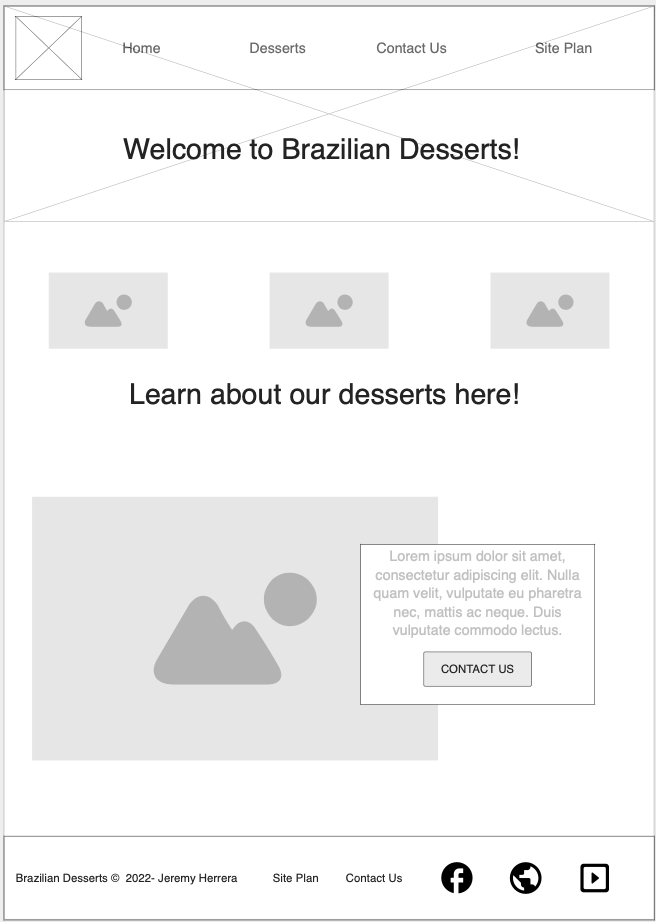 Home Desserts Contact Us Site Plan
Welcome to Brazilian Desserts!
Learn about our desserts here!
Lorem ipsum dolor sit amet,
consectetur adipiscing elit. Nulla
quam velit, vulputate eu pharetra
nec, mattis ac neque. Duis
vulputate commodo lectus.
CONTACT US
Brazilian Desserts © 2022- Jeremy Herrera Site Plan Contact Us